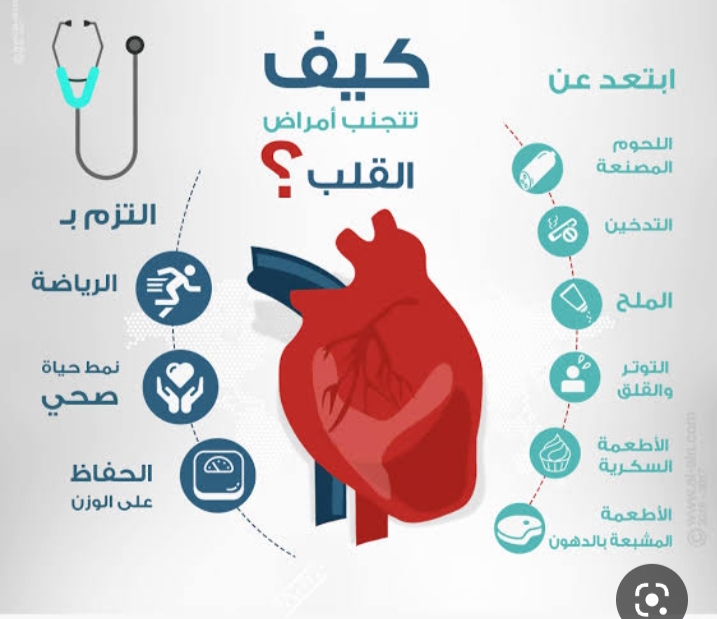 كيف
تتجنب أمراض
القلب؟
ابتعد عن
اللحوم
المصنعة
التدخين
الملح
التوتر
والقلق
الأطعمة
السكرية
الأطعمة
المشبعة بالدهون
التزم بـ
الرياضة
نمط حياة
صحي
الحفاظ
على الوزن
www.al-ain.com